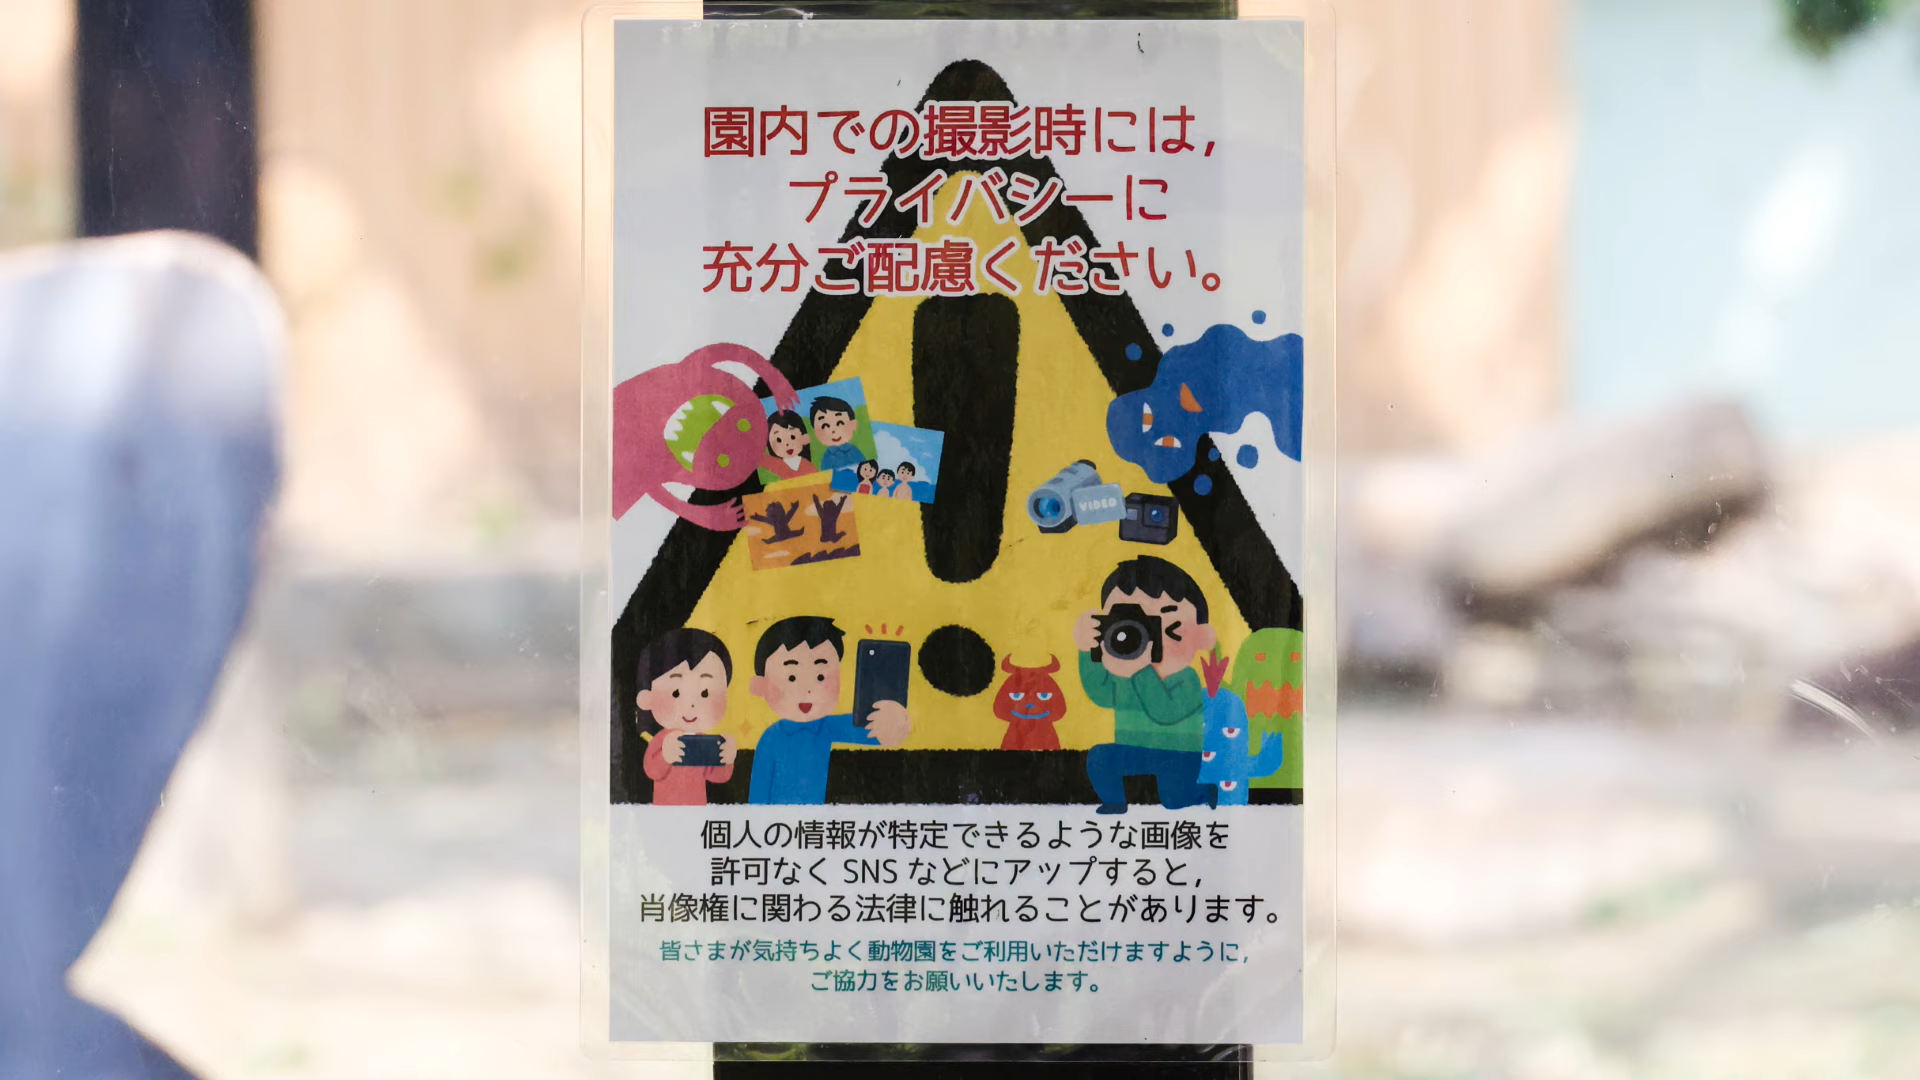 園内での撮影時には,
プライバシーに
充分ご配慮ください。
VIDEO
個人の情報が特定できるような画像を
許可なく SNS などにアップすると,
肖像権に関わる法律に触れることがあります。
皆さまが気持ちよく動物園をご利用いただけますように,
ご協力をお願いいたします。